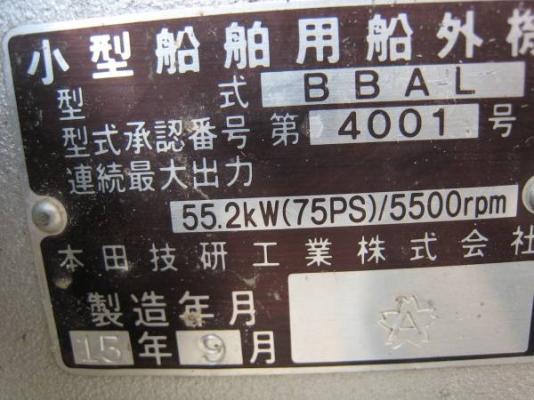 小型船舶用船外機
型式 BBAL
型式承認番号 第 4001 号
連続最大出力
55.2kW(75PS)/5500rpm
本田技研工業株式会社
製造年月
15年 9月
A